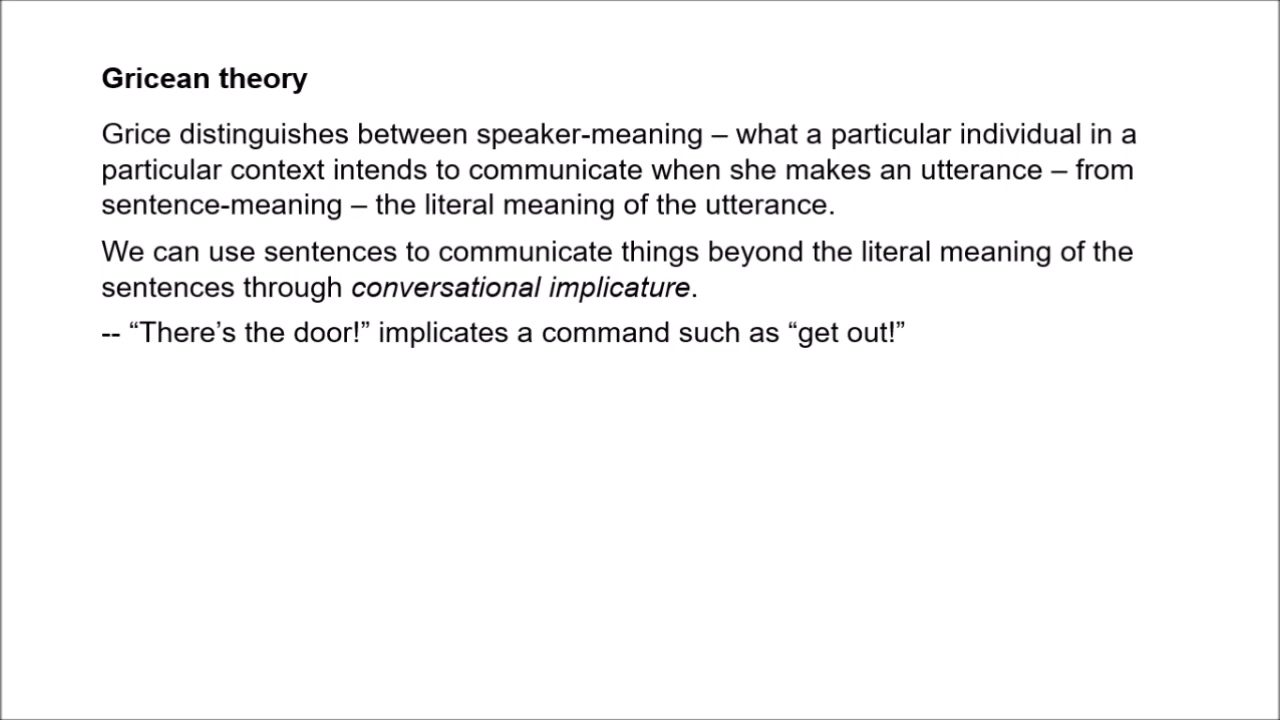 Gricean theory
Grice distinguishes between speaker-meaning – what a particular individual in a
particular context intends to communicate when she makes an utterance – from
sentence-meaning – the literal meaning of the utterance.
We can use sentences to communicate things beyond the literal meaning of the
sentences through conversational implicature.
-- “There’s the door!” implicates a command such as “get out!”